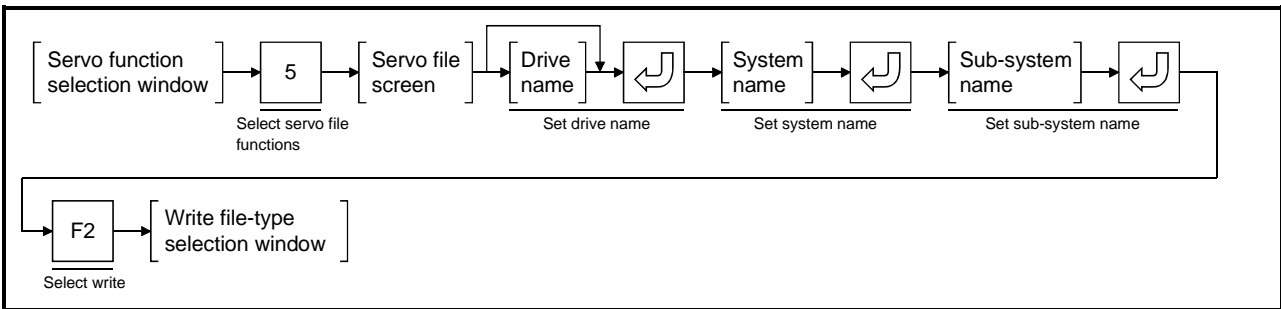 Servo function
selection window
5
Servo file
screen
Drive
name
System
name
Sub-system
name
Select servo file
functions
Set drive name
Set system name
Set sub-system name
F2
Write file-type
selection window
Select write